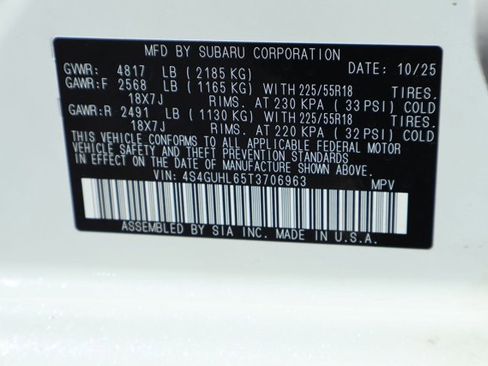 MFD BY SUBARU CORPORATION DATE: 10/25
GVWR: 4817 LB (2185 KG)
GAWR:F 2568 LB (1165 KG) WITH 225/55R18 TIRES.
18X7J RIMS. AT 230 KPA (33 PSI) COLD
GAWR:R 2491 LB (1130 KG) WITH 225/55R18 TIRES.
18X7J RIMS. AT 220 KPA (32 PSI) COLD
THIS VEHICLE CONFORMS TO ALL APPLICABLE FEDERAL MOTOR
VEHICLE SAFETY AND THEFT PREVENTION STANDARDS
IN EFFECT ON THE DATE OF MANUFACTURE SHOWN ABOVE.
VIN: 4S4GUHL65T3706963 MPV
ASSEMBLED BY SIA INC. MADE IN U.S.A.